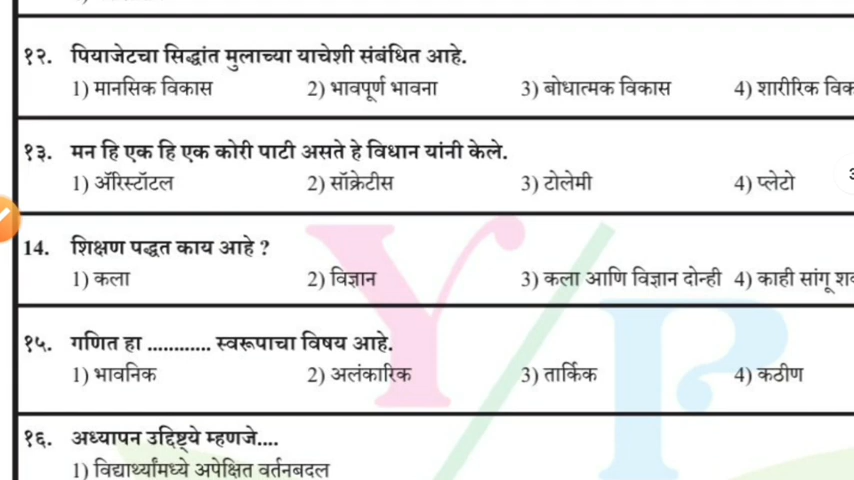 १२. पियाजेटचा सिद्धांत मुलाच्या याचेशी संबंधित आहे.
1) मानसिक विकास 2) भावपूर्ण भावना 3) बोधात्मक विकास 4) शारीरिक
१३. मन हि एक हि एक कोरी पाटी असते हे विधान यांनी केले.
1) ॲरिस्टॉटल 2) सॉक्रेटीस 3) टोलेमी 4) प्लेटो
14. शिक्षण पद्धत काय आहे ?
1) कला 2) विज्ञान 3) कला आणि विज्ञान दोन्ही 4) काही सांगू
१५. गणित हा ............ स्वरूपाचा विषय आहे.
1) भावनिक 2) अलंकारिक 3) तार्किक 4) कठीण
१६. अध्यापन उद्दिष्ट्ये म्हणजे....
1) विद्यार्थ्यांमध्ये अपेक्षित वर्तनबदल